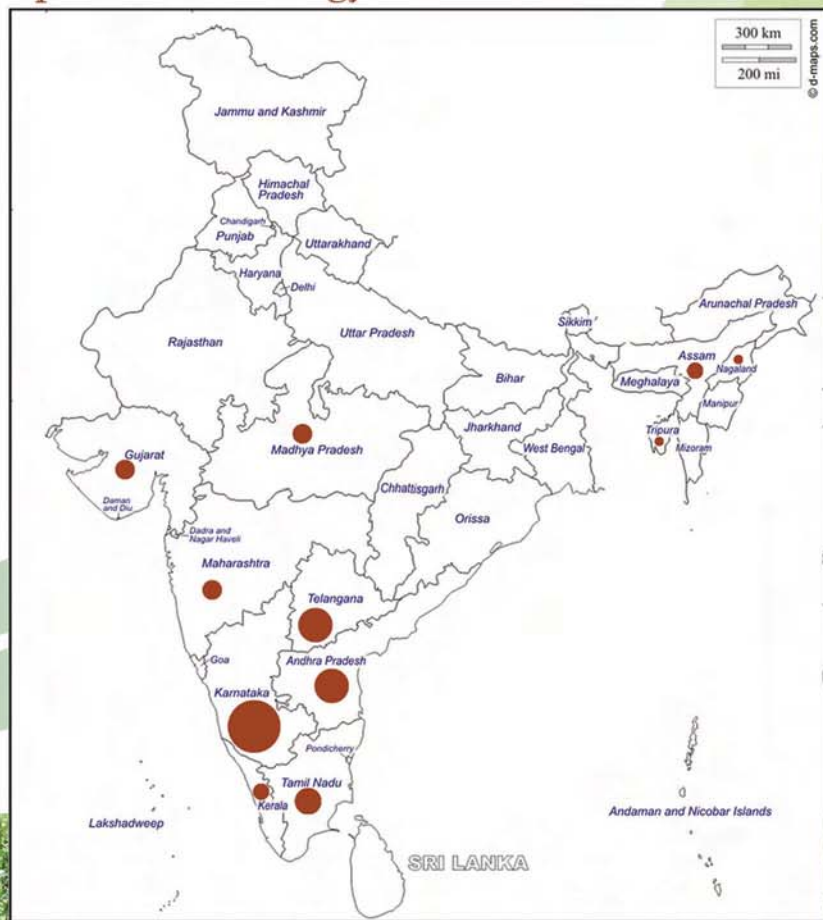 300 km
200 mi
© d-maps.com
Jammu and Kashmir
Himachal
Pradesh
Chandigarh
Punjab
Uttarakhand
Haryana
Delhi
Arunachal Pradesh
Rajasthan
Uttar Pradesh
Sikkim
Assam
Nagaland
Bihar
Meghalaya
Manipur
Jharkhand
Tripura
Madhya Pradesh
West Bengal
Mizoram
Gujarat
Chhattisgarh
Daman
and Diu
Orissa
Dadra and
Nagar Haveli
Maharashtra
Telangana
Goa
Andhra Pradesh
Karnataka
Pondicherry
Tamil Nadu
Kerala
Lakshadweep
Andaman and Nicobar Islands
SRI LANKA